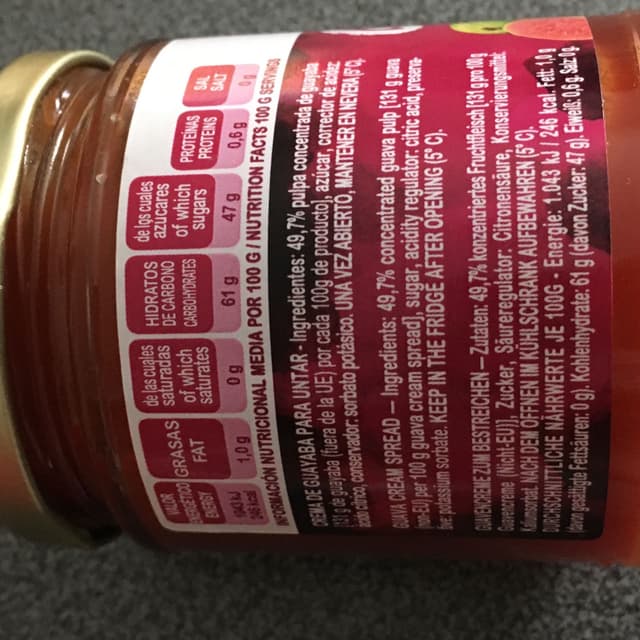 VALOR
ENERGÉTICO
ENERGY
1.043 kJ
246 kcal
GRASAS
FAT
1,0 g
de las cuales
saturadas
of which
saturates
0 g
HIDRATOS
DE CARBONO
CARBOHYDRATES
61 g
de los cuales
azúcares
of which
sugars
47 g
PROTEÍNAS
PROTEINS
0,6 g
SAL
SALT
0 g
INFORMACIÓN NUTRICIONAL MEDIA POR 100 G / NUTRITION FACTS 100 G SERVINGS
CREMA DE GUAYABA PARA UNTAR - Ingredientes: 49,7% pulpa concentrada de guayaba
g de guayaba (fuera de la UE) por cada 100g de producto), azúcar, corrector de acidez:
ácido cítrico, conservador: sorbato potásico. UNA VEZ ABIERTO, MANTENER EN NEVERA (5°C).
GUAVA CREAM SPREAD – Ingredients: 49,7% concentrated guava pulp (131 g guava
(non-EU) per 100 g guava cream spread), sugar, acidity regulator: citric acid, preserve-
potassium sorbate. KEEP IN THE FRIDGE AFTER OPENING (5° C).
GUAVENCREME ZUM BESTREICHEN – Zutaten: 49,7% konzentriertes Fruchtfleisch (131 g pro 100 g
Guavencreme (Nicht-EU)), Zucker, Säureregulator: Citronensäure, Konservierungsmittel:
Kaliumsorbat. NACH DEM ÖFFNEN IM KÜHLSCHRANK AUFBEWAHREN (5° C).
DURCHSCHNITTLICHE NÄHRWERTE JE 100G - Energie: 1.043 kJ / 246 kcal. Fett: 1,0 g
(davon gesättigte Fettsäuren: 0 g), Kohlenhydrate: 61 g (davon Zucker: 47 g), Eiweiß: 0,6 g, Salz 0 g.